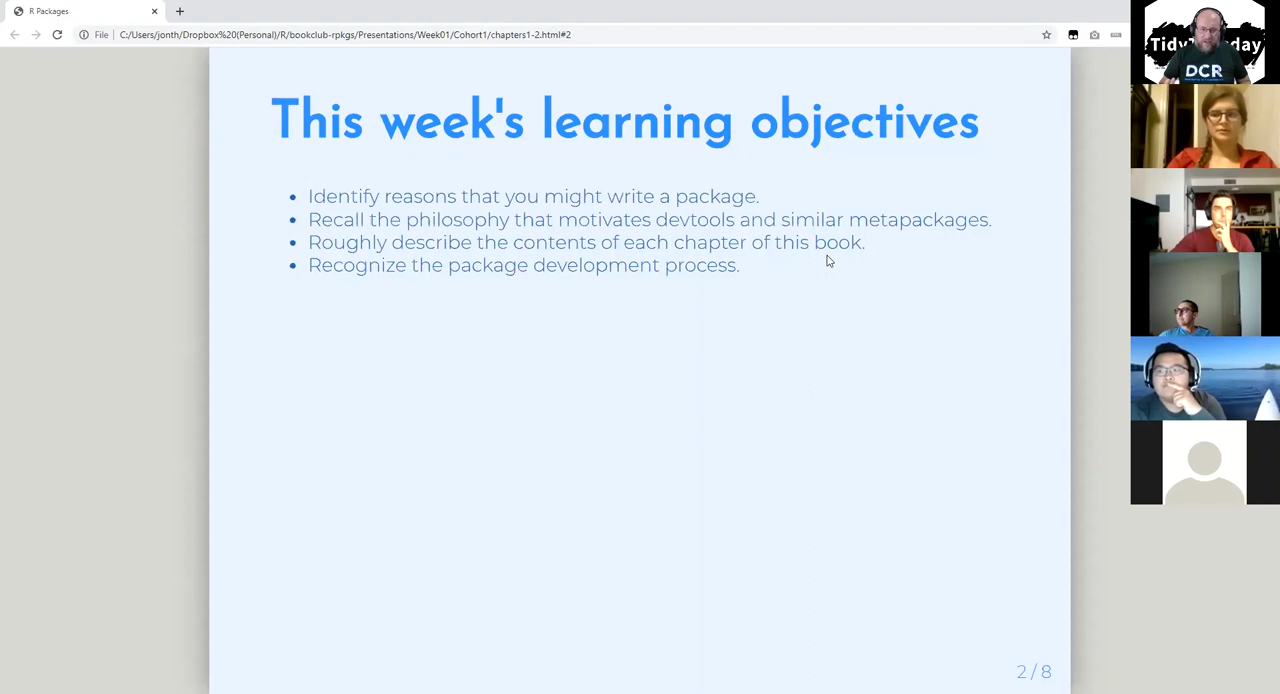 R Packages
File
C:/Users/jonth/Dropbox%20(Personal)/R/bookclub-rpkgs/Presentations/Week01/Cohort1/chapters1-2.html#2
This week's learning objectives
• Identify reasons that you might write a package.
• Recall the philosophy that motivates devtools and similar metapackages.
• Roughly describe the contents of each chapter of this book.
• Recognize the package development process.
2 / 8
DCR